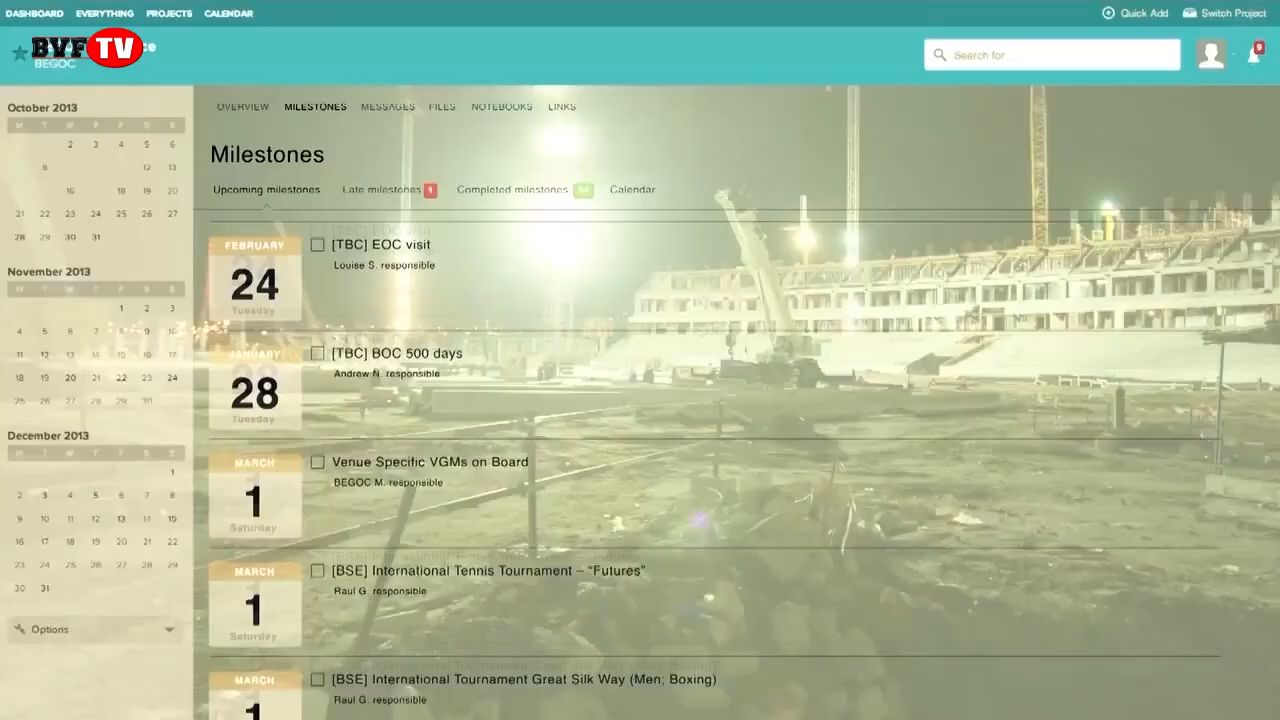 DASHBOARD EVERYTHING PROJECTS CALENDAR Quick Add Switch Project
BVF TV
BEGOC
Search for... 9
OVERVIEW MILESTONES MESSAGES FILES NOTEBOOKS LINKS
Milestones
Upcoming milestones Late milestones 1 Completed milestones Calendar
October 2013
M T W T F S S
2 3 4 5 6
8 12 13
16 18 19 20
21 22 23 24 25 26 27
28 29 30 31
November 2013
M T W T F S S
1 2 3
4 5 6 7 8 9 10
11 12 13 14 15 16 17
18 19 20 21 22 23 24
25 26 27 28 29 30
December 2013
M T W T F S S
1
2 3 4 5 6 7 8
9 10 11 12 13 14 15
16 17 18 19 20 21 22
23 24 25 26 27 28 29
30 31
Options
FEBRUARY
24
Tuesday
[TBC] EOC visit
Louise S. responsible
JANUARY
28
Tuesday
[TBC] BOC 500 days
Andrew N. responsible
MARCH
1
Saturday
Venue Specific VGMs on Board
BEGOC M. responsible
MARCH
1
Saturday
[BSE] International Tennis Tournament – "Futures"
Raul G. responsible
MARCH
1
[BSE] International Tournament Great Silk Way (Men; Boxing)
Raul G. responsible